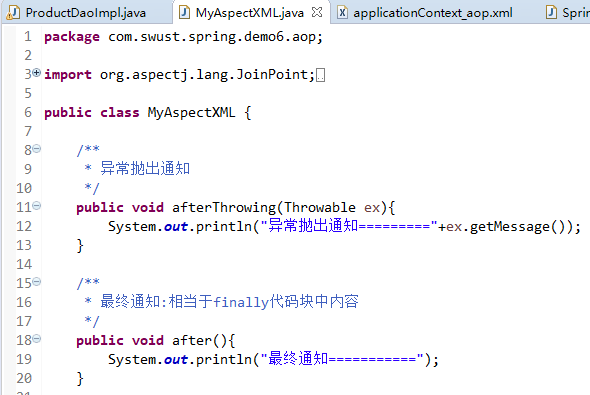 ProductDaoImpl.java MyAspectXML.java applicationContext_aop.xml Sprin
1 package com.swust.spring.demo6.aop;
2
3 import org.aspectj.lang.JoinPoint;
5
6 public class MyAspectXML {
7
8 /**
9 * 异常抛出通知
10 */
11 public void afterThrowing(Throwable ex){
12 System.out.println("异常抛出通知========="+ex.getMessage());
13 }
14
15 /**
16 * 最终通知:相当于finally代码块中内容
17 */
18 public void after(){
19 System.out.println("最终通知===========");
20 }